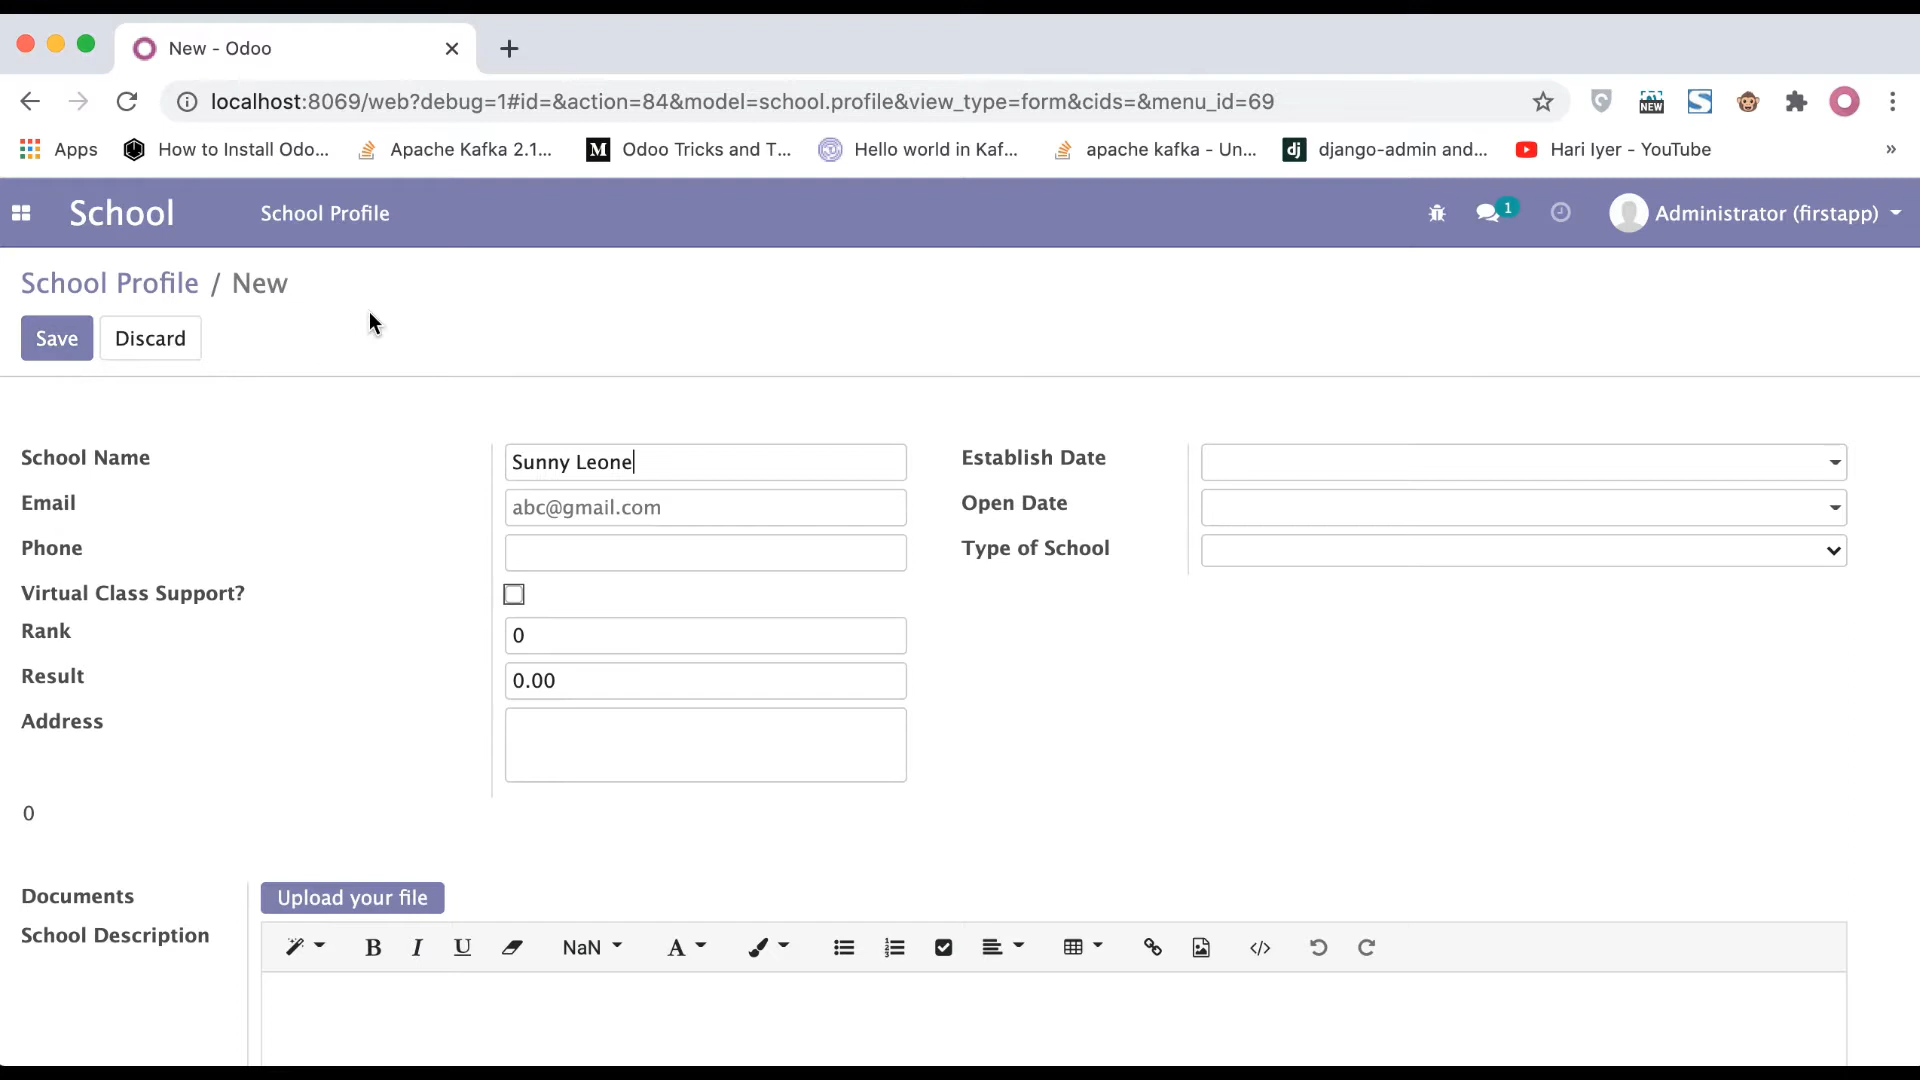 New - Odoo
localhost:8069/web?debug=1#id=&action=84&model=school.profile&view_type=form&cids=&menu_id=69
NEW
Apps How to Install Odo... Apache Kafka 2.1... M Odoo Tricks and T... Hello world in Kaf... apache kafka - Un... dj django-admin and... Hari Iyer - YouTube »
School School Profile 1 Administrator (firstapp)
School Profile / New
Save Discard
School Name Sunny Leone Establish Date
Email abc@gmail.com Open Date
Phone Type of School
Virtual Class Support?
Rank 0
Result 0.00
Address
0
Documents Upload your file
School Description B I U NaN A